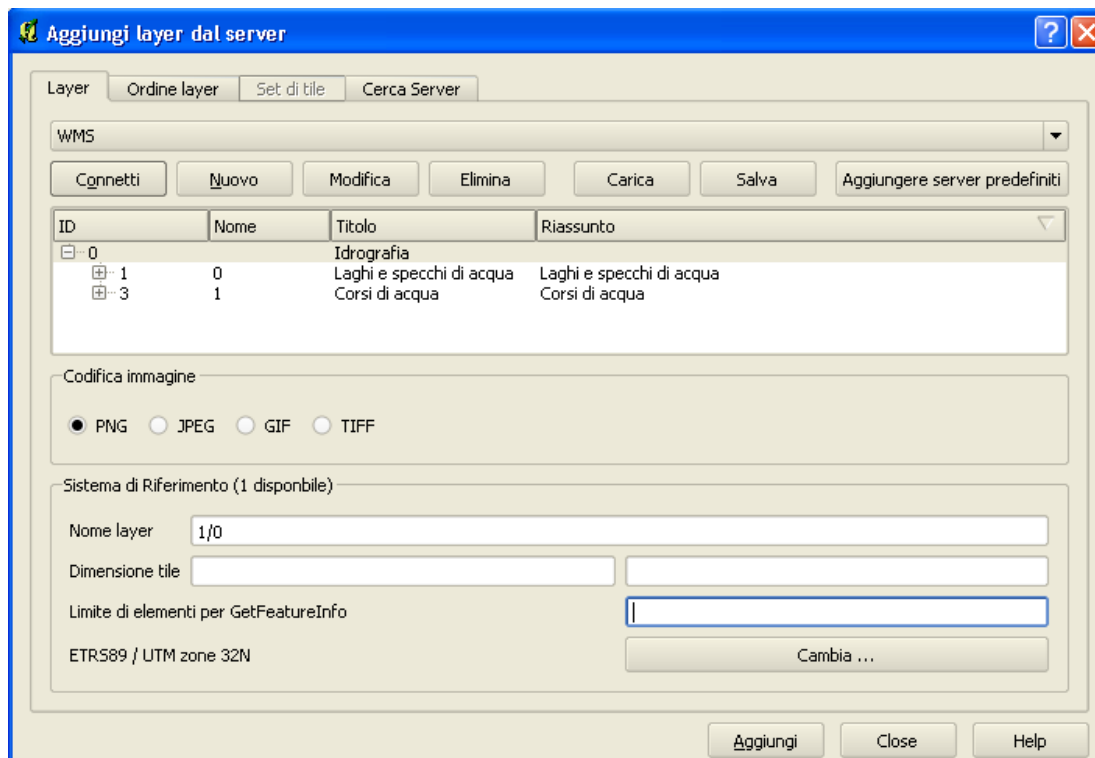 Aggiungi layer dal server
Layer Ordine layer Set di tile Cerca Server
WMS
Connetti Nuovo Modifica Elimina Carica Salva Aggiungere server predefiniti
ID Nome Titolo Riassunto
0 Idrografia
1 0 Laghi e specchi di acqua Laghi e specchi di acqua
3 1 Corsi di acqua Corsi di acqua
Codifica immagine
PNG JPEG GIF TIFF
Sistema di Riferimento (1 disponbile)
Nome layer 1/0
Dimensione tile
Limite di elementi per GetFeatureInfo
ETRS89 / UTM zone 32N Cambia ...
Aggiungi Close Help